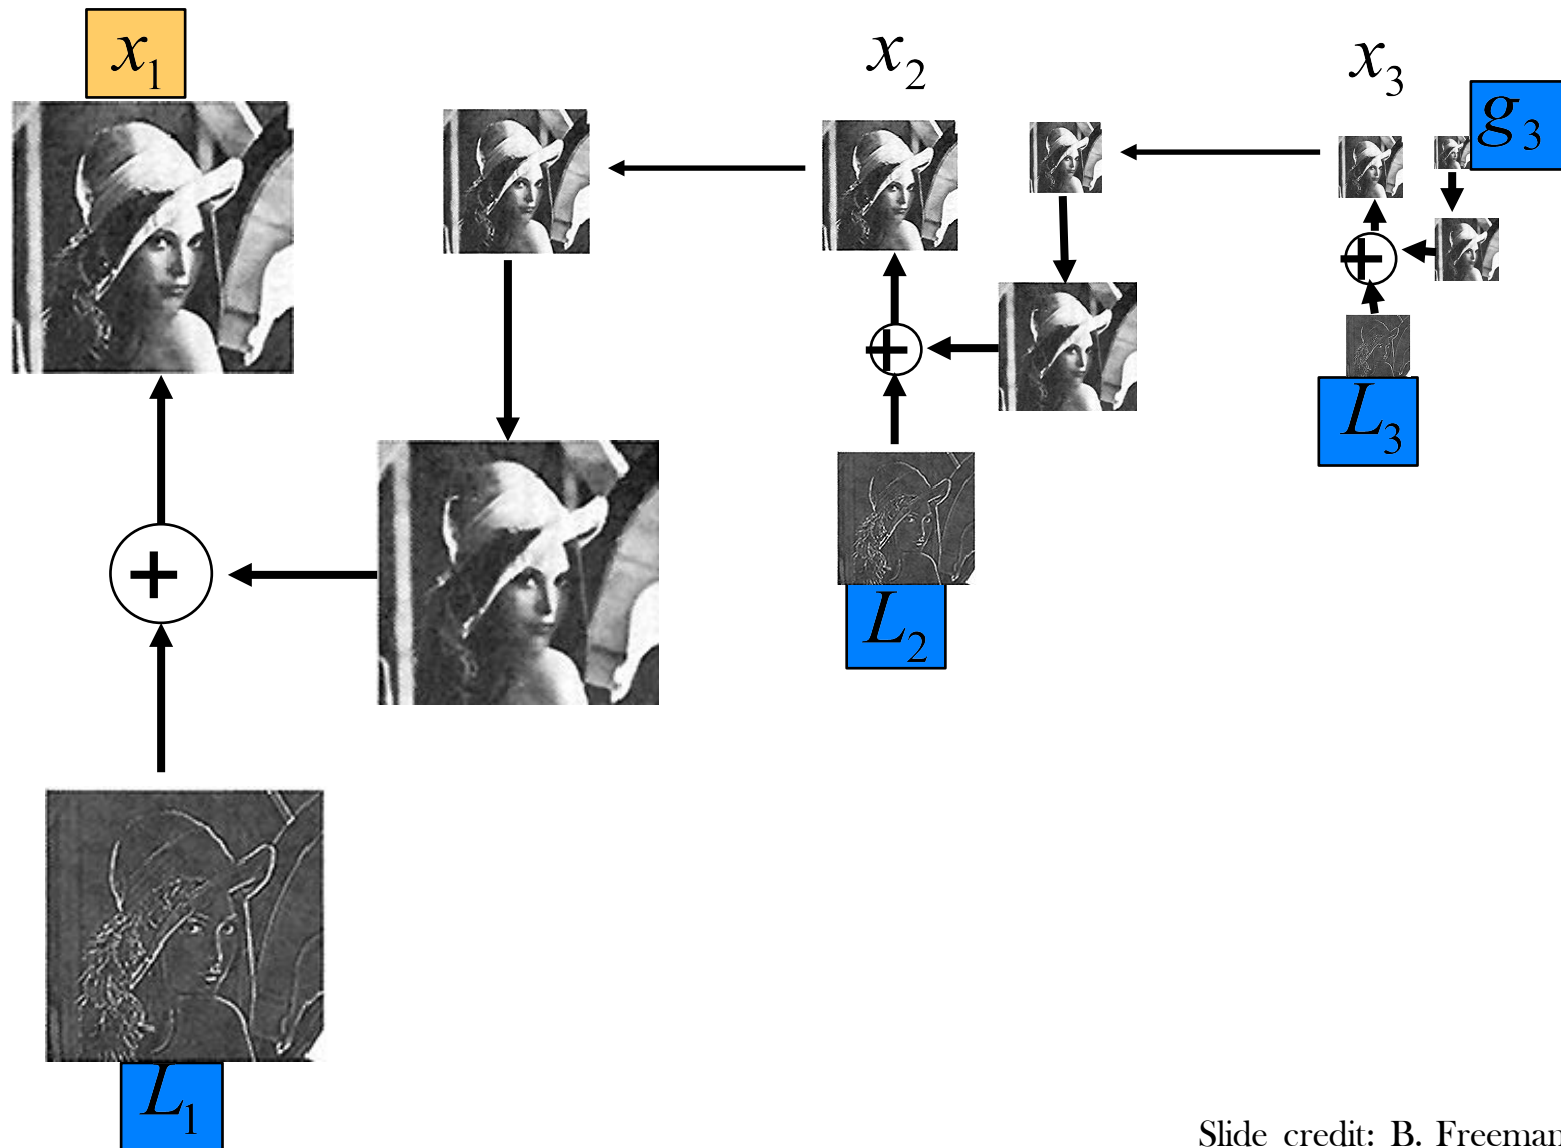 x₁
x₂
x₃
g₃
+
+
+
L₃
L₂
L₁
Slide credit: B. Freeman